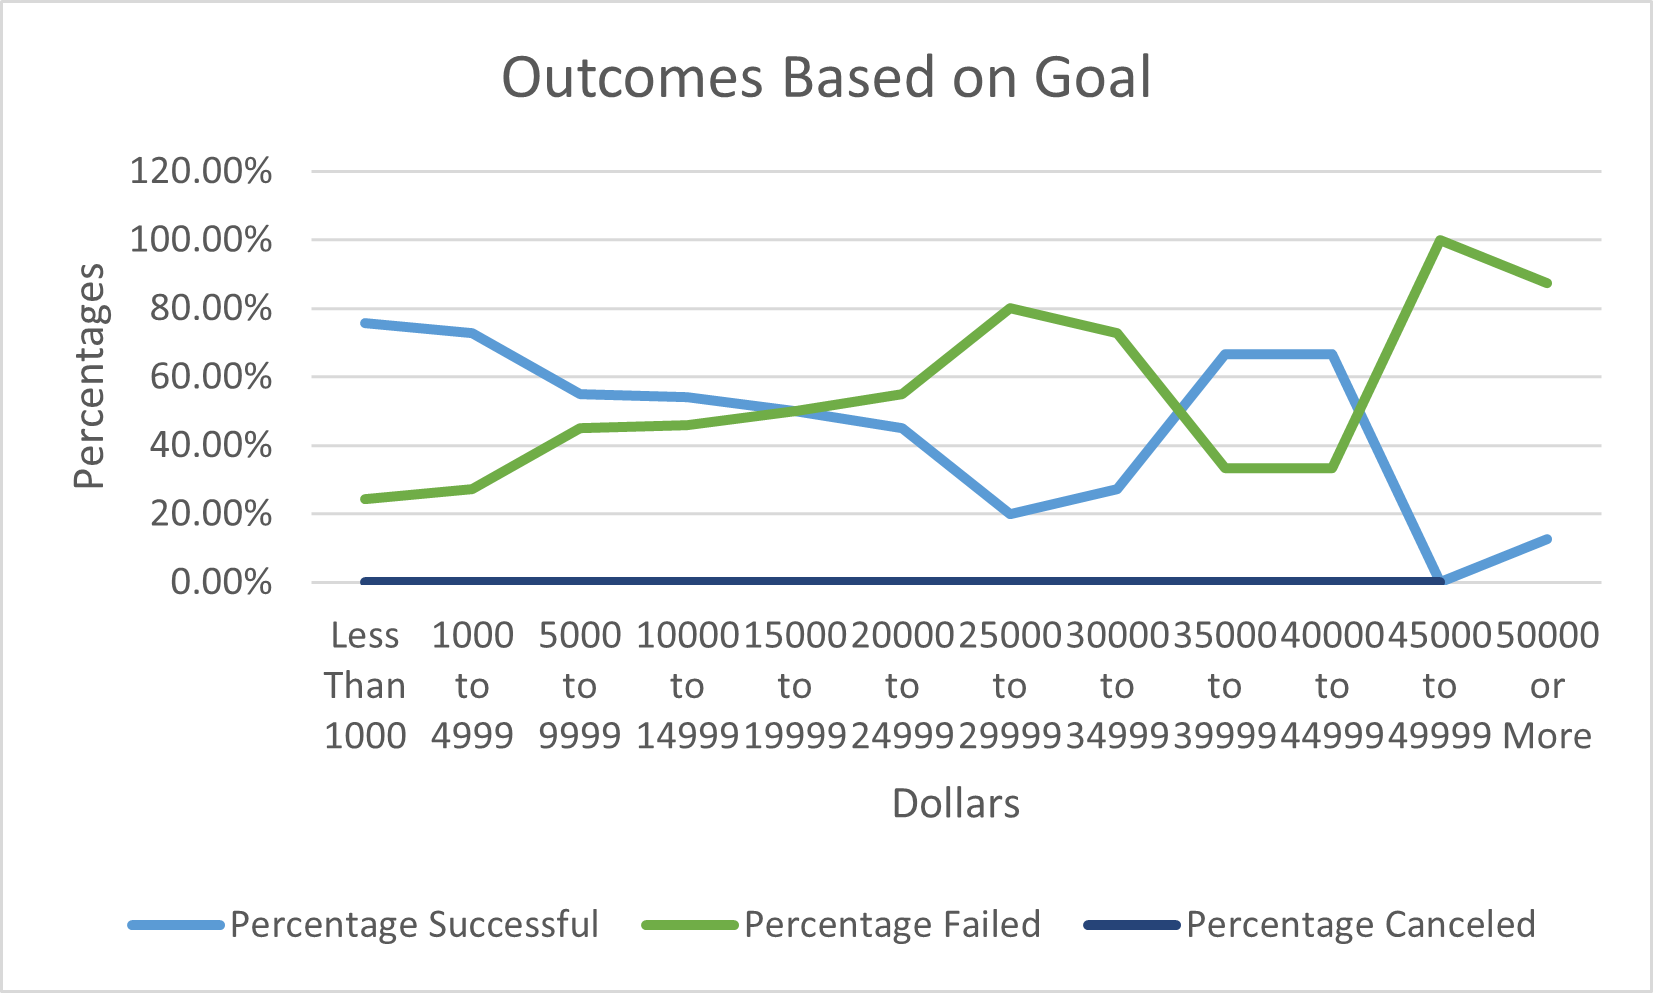 Outcomes Based on Goal
120.00%
100.00%
80.00%
60.00%
40.00%
20.00%
0.00%
Percentages
Less Than 1000
1000 to 4999
5000 to 9999
10000 to 14999
15000 to 19999
20000 to 24999
25000 to 29999
30000 to 34999
35000 to 39999
40000 to 44999
45000 to 49999
50000 or More
Dollars
Percentage Successful
Percentage Failed
Percentage Canceled